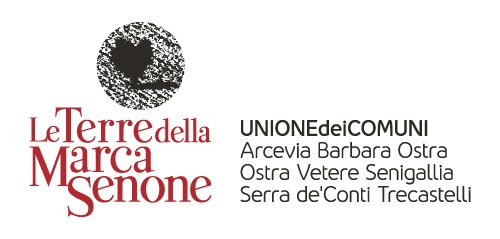 Le Terre della
Marca
Senone
UNIONEdeiCOMUNI
Arcevia Barbara Ostra
Ostra Vetere Senigallia
Serra de'Conti Trecastelli